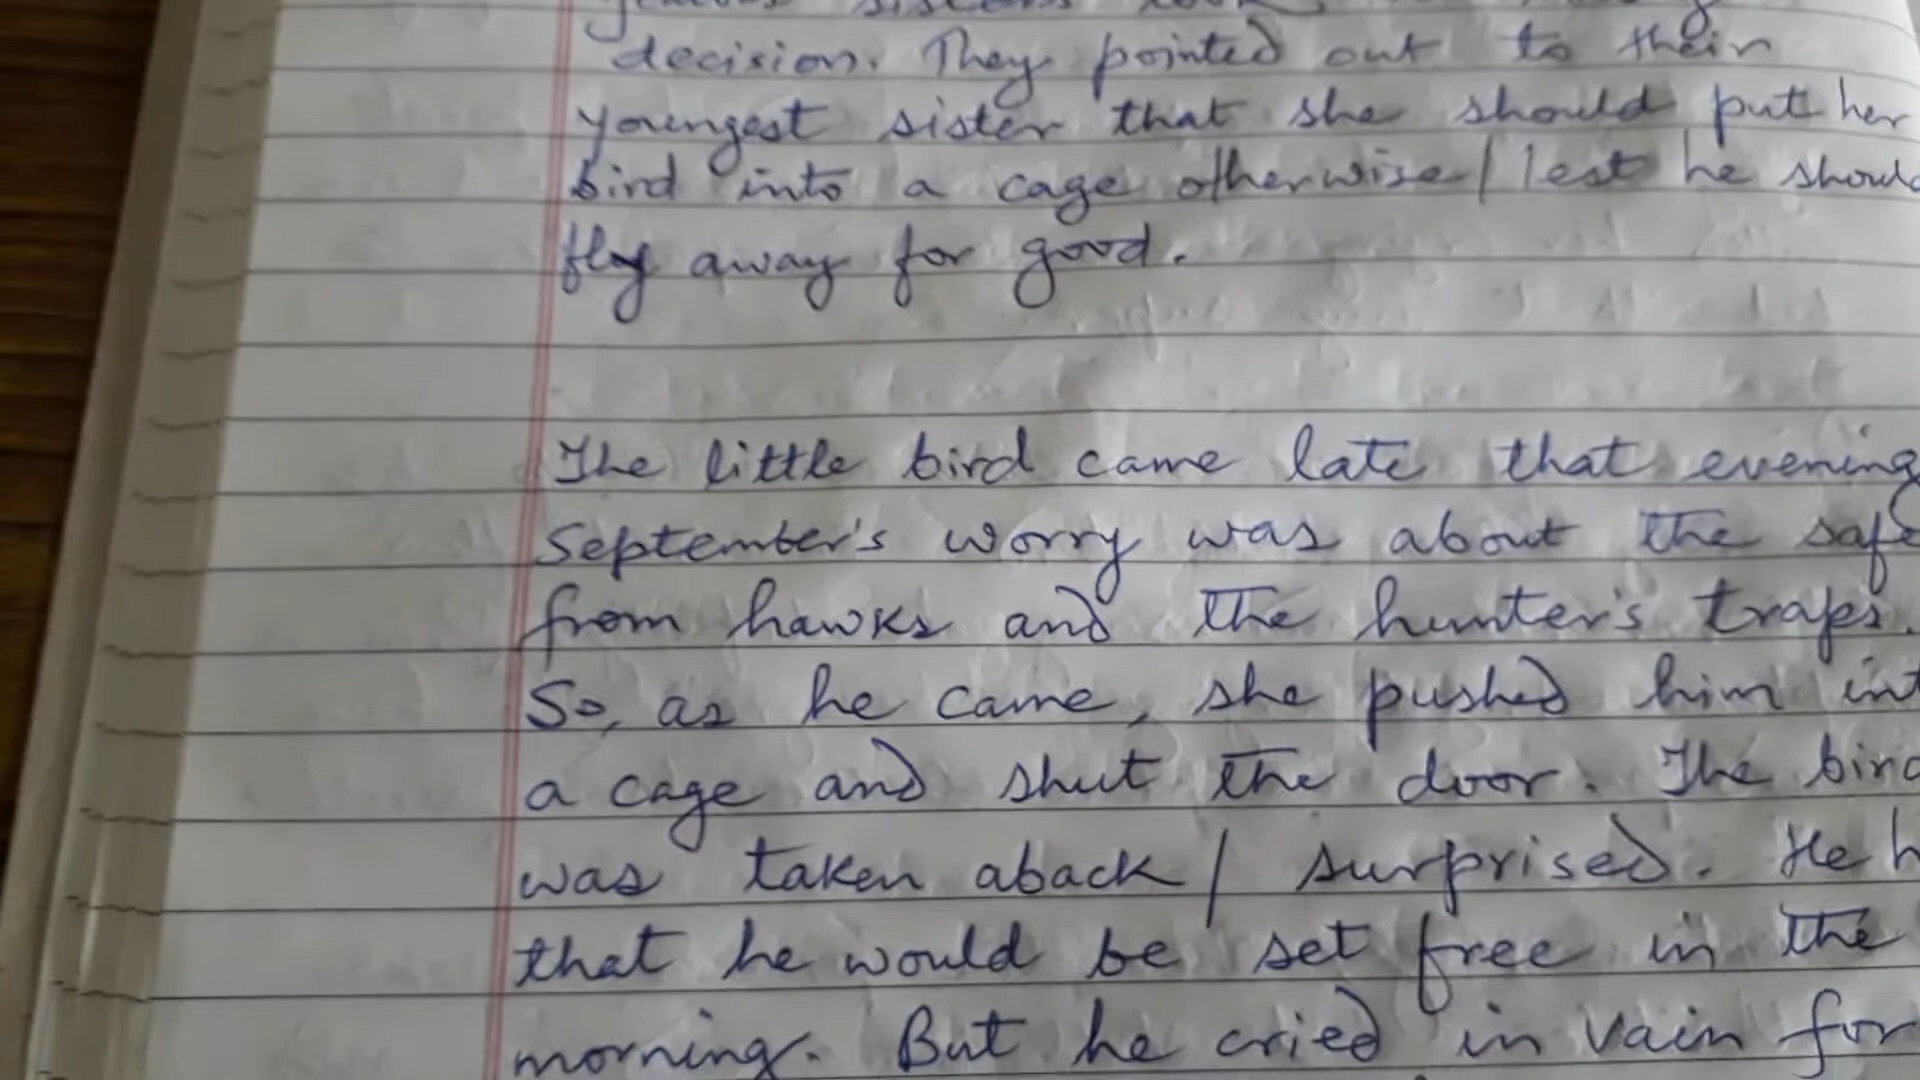 sisters
decision. They pointed out to their
youngest sister that she should put her
bird into a cage otherwise / lest he should
fly away for good.
The little bird came late that evening
September's worry was about the safe
from hawks and the hunter's traps.
So, as he came, she pushed him int
a cage and shut the door. The bird
was taken aback / surprised. He h
that he would be set free in the
morning. But he cried in vain for